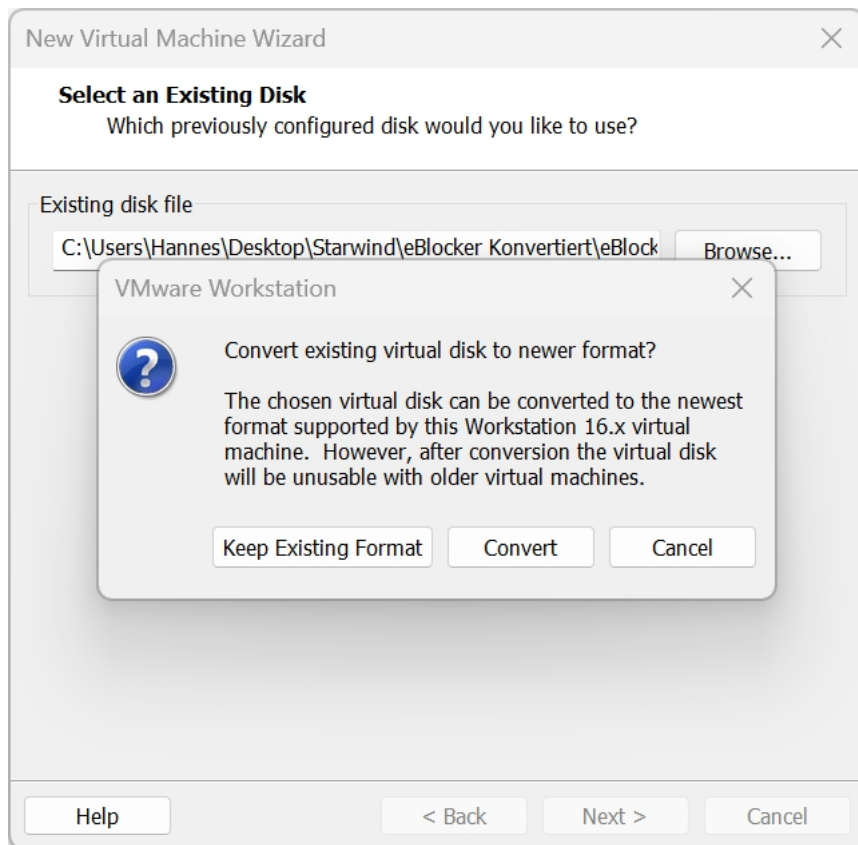 New Virtual Machine Wizard
Select an Existing Disk
Which previously configured disk would you like to use?
Existing disk file
C:\Users\Hannes\Desktop\Starwind\eBlocker Konvertiert\eBlock
Browse...
VMware Workstation
Convert existing virtual disk to newer format?
The chosen virtual disk can be converted to the newest
format supported by this Workstation 16.x virtual
machine.  However, after conversion the virtual disk
will be unusable with older virtual machines.
Keep Existing Format
Convert
Cancel
Help
< Back
Next >
Cancel